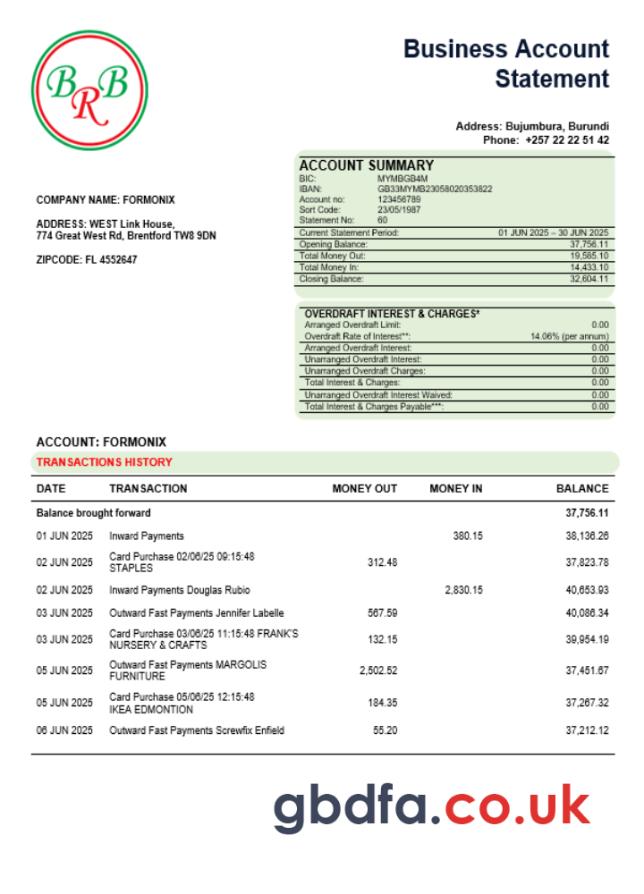 BRB
Business Account
Statement
Address: Bujumbura, Burundi
Phone: +257 22 22 51 42
COMPANY NAME: FORMONIX
ADDRESS: WEST Link House,
774 Great West Rd, Brentford TW8 9DN
ZIPCODE: FL 4552647
ACCOUNT SUMMARY
BIC: MYMBGB4M
IBAN: GB33MYMB23058020353822
Account no: 123456789
Sort Code: 23/05/1987
Statement No: 60
Current Statement Period: 01 JUN 2025 – 30 JUN 2025
Opening Balance: 37,756.11
Total Money Out: 19,585.10
Total Money In: 14,433.10
Closing Balance: 32,604.11
OVERDRAFT INTEREST & CHARGES*
Arranged Overdraft Limit: 0.00
Overdraft Rate of Interest**: 14.06% (per annum)
Arranged Overdraft Interest: 0.00
Unarranged Overdraft Interest: 0.00
Unarranged Overdraft Charges: 0.00
Total Interest & Charges: 0.00
Unarranged Overdraft Interest Waived: 0.00
Total Interest & Charges Payable***: 0.00
ACCOUNT: FORMONIX
TRANSACTIONS HISTORY
DATE TRANSACTION MONEY OUT MONEY IN BALANCE
Balance brought forward 37,756.11
01 JUN 2025 Inward Payments 380.15 38,136.26
02 JUN 2025 Card Purchase 02/06/25 09:15:48 312.48 37,823.78
STAPLES
02 JUN 2025 Inward Payments Douglas Rubio 2,830.15 40,653.93
03 JUN 2025 Outward Fast Payments Jennifer Labelle 567.59 40,086.34
03 JUN 2025 Card Purchase 03/06/25 11:15:48 FRANK'S 132.15 39,954.19
NURSERY & CRAFTS
05 JUN 2025 Outward Fast Payments MARGOLIS 2,502.52 37,451.67
FURNITURE
05 JUN 2025 Card Purchase 05/06/25 12:15:48 184.35 37,267.32
IKEA EDMONTION
06 JUN 2025 Outward Fast Payments Screwfix Enfield 55.20 37,212.12
gbdfa.co.uk